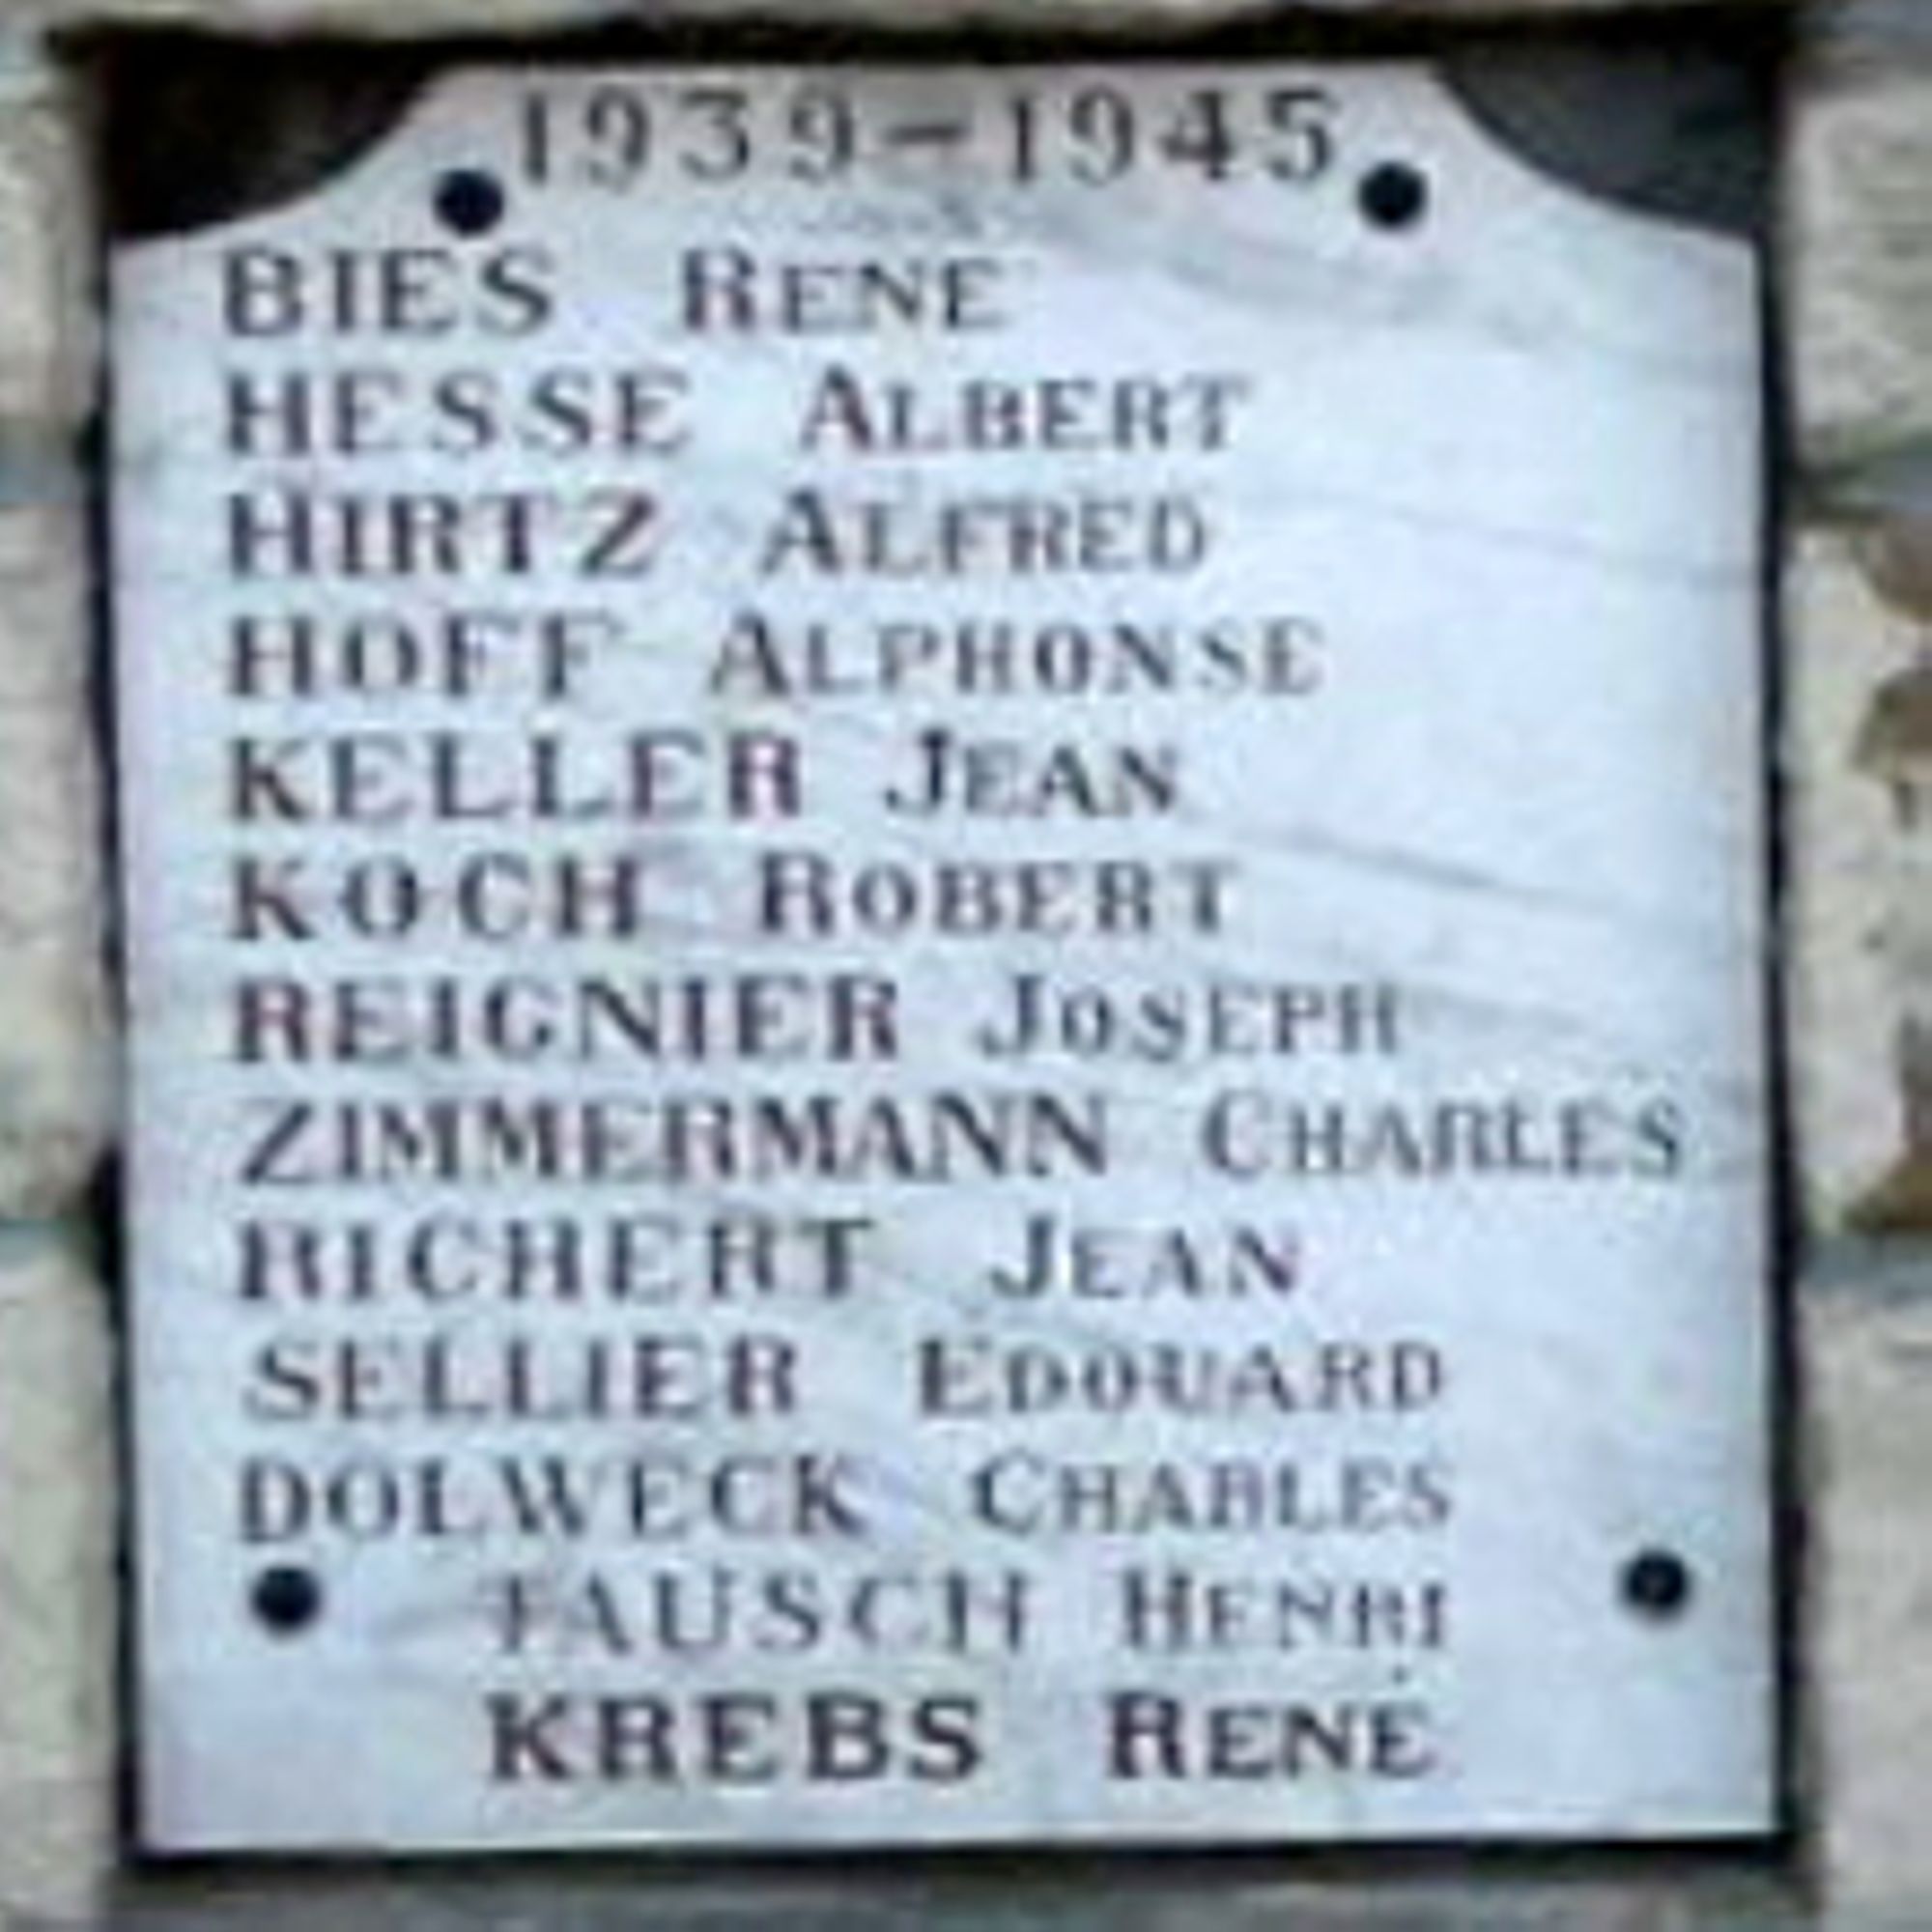 1939-1945
BIES RENE
HESSE ALBERT
HIRTZ ALFRED
HOFF ALPHONSE
KELLER JEAN
KOCH ROBERT
REIGNIER JOSEPH
ZIMMERMANN CHARLES
RICHERT JEAN
SELLIER EDOUARD
DOLWECK CHARLES
TAUSCH HENRI
KREBS RENÉ